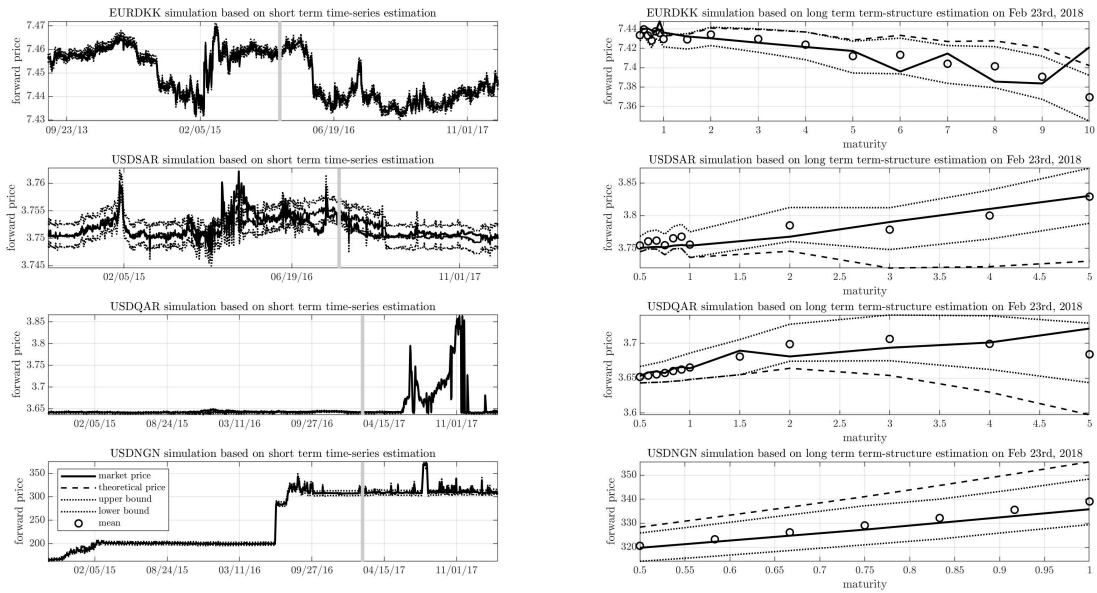 EURDKK simulation based on short term time-series estimation
7.47
7.46
7.45
7.44
7.43
forward price
09/23/13 02/05/15 06/19/16 11/01/17
EURDKK simulation based on long term term-structure estimation on Feb 23rd, 2018
7.44
7.42
7.4
7.38
7.36
forward price
1 2 3 4 5 6 7 8 9 10
maturity
USDSAR simulation based on short term time-series estimation
3.76
3.755
3.75
3.745
forward price
02/05/15 06/19/16 11/01/17
USDSAR simulation based on long term term-structure estimation on Feb 23rd, 2018
3.85
3.8
3.75
forward price
0.5 1 1.5 2 2.5 3 3.5 4 4.5 5
maturity
USDQAR simulation based on short term time-series estimation
3.85
3.8
3.75
3.7
3.65
forward price
02/05/15 08/24/15 03/11/16 09/27/16 04/15/17 11/01/17
USDQAR simulation based on long term term-structure estimation on Feb 23rd, 2018
3.7
3.65
3.6
forward price
0.5 1 1.5 2 2.5 3 3.5 4 4.5 5
maturity
USDNGN simulation based on short term time-series estimation
350
300
250
200
forward price
market price
theoretical price
upper bound
lower bound
mean
02/05/15 08/24/15 03/11/16 09/27/16 04/15/17 11/01/17
USDNGN simulation based on long term term-structure estimation on Feb 23rd, 2018
350
340
330
320
forward price
0.5 0.55 0.6 0.65 0.7 0.75 0.8 0.85 0.9 0.95 1
maturity